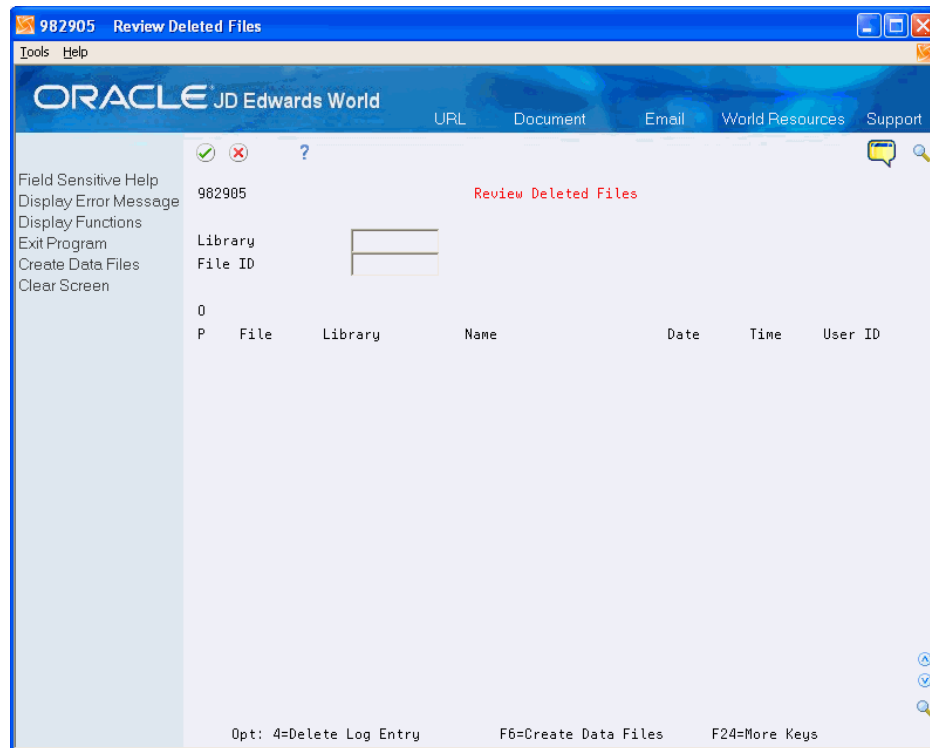 982905 Review Deleted Files
Tools Help
ORACLE JD Edwards World
URL Document Email World Resources Support
?
Field Sensitive Help
Display Error Message
Display Functions
Exit Program
Create Data Files
Clear Screen
982905 Review Deleted Files
Library
File ID
O
P File Library Name Date Time User ID
Opt: 4=Delete Log Entry F6=Create Data Files F24=More Keys